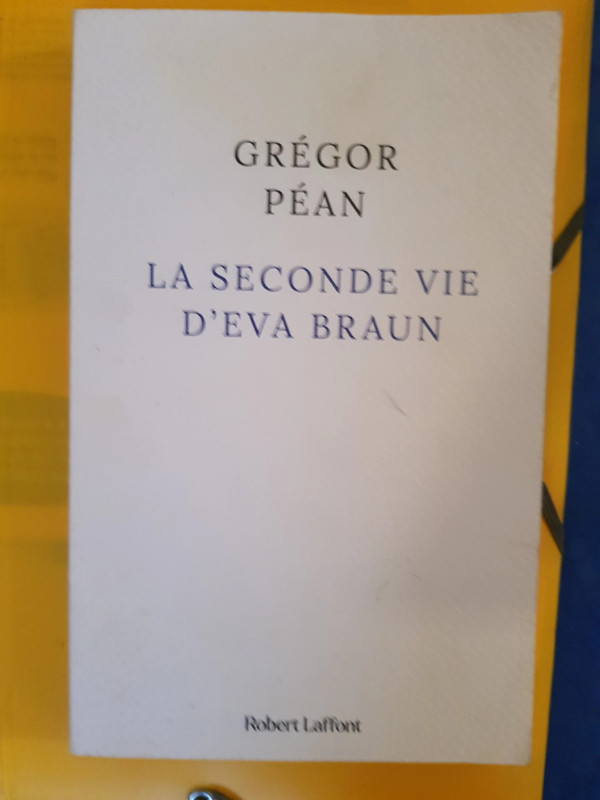 GRÉGOR
PÉAN
LA SECONDE VIE
D'EVA BRAUN
Robert Laffont